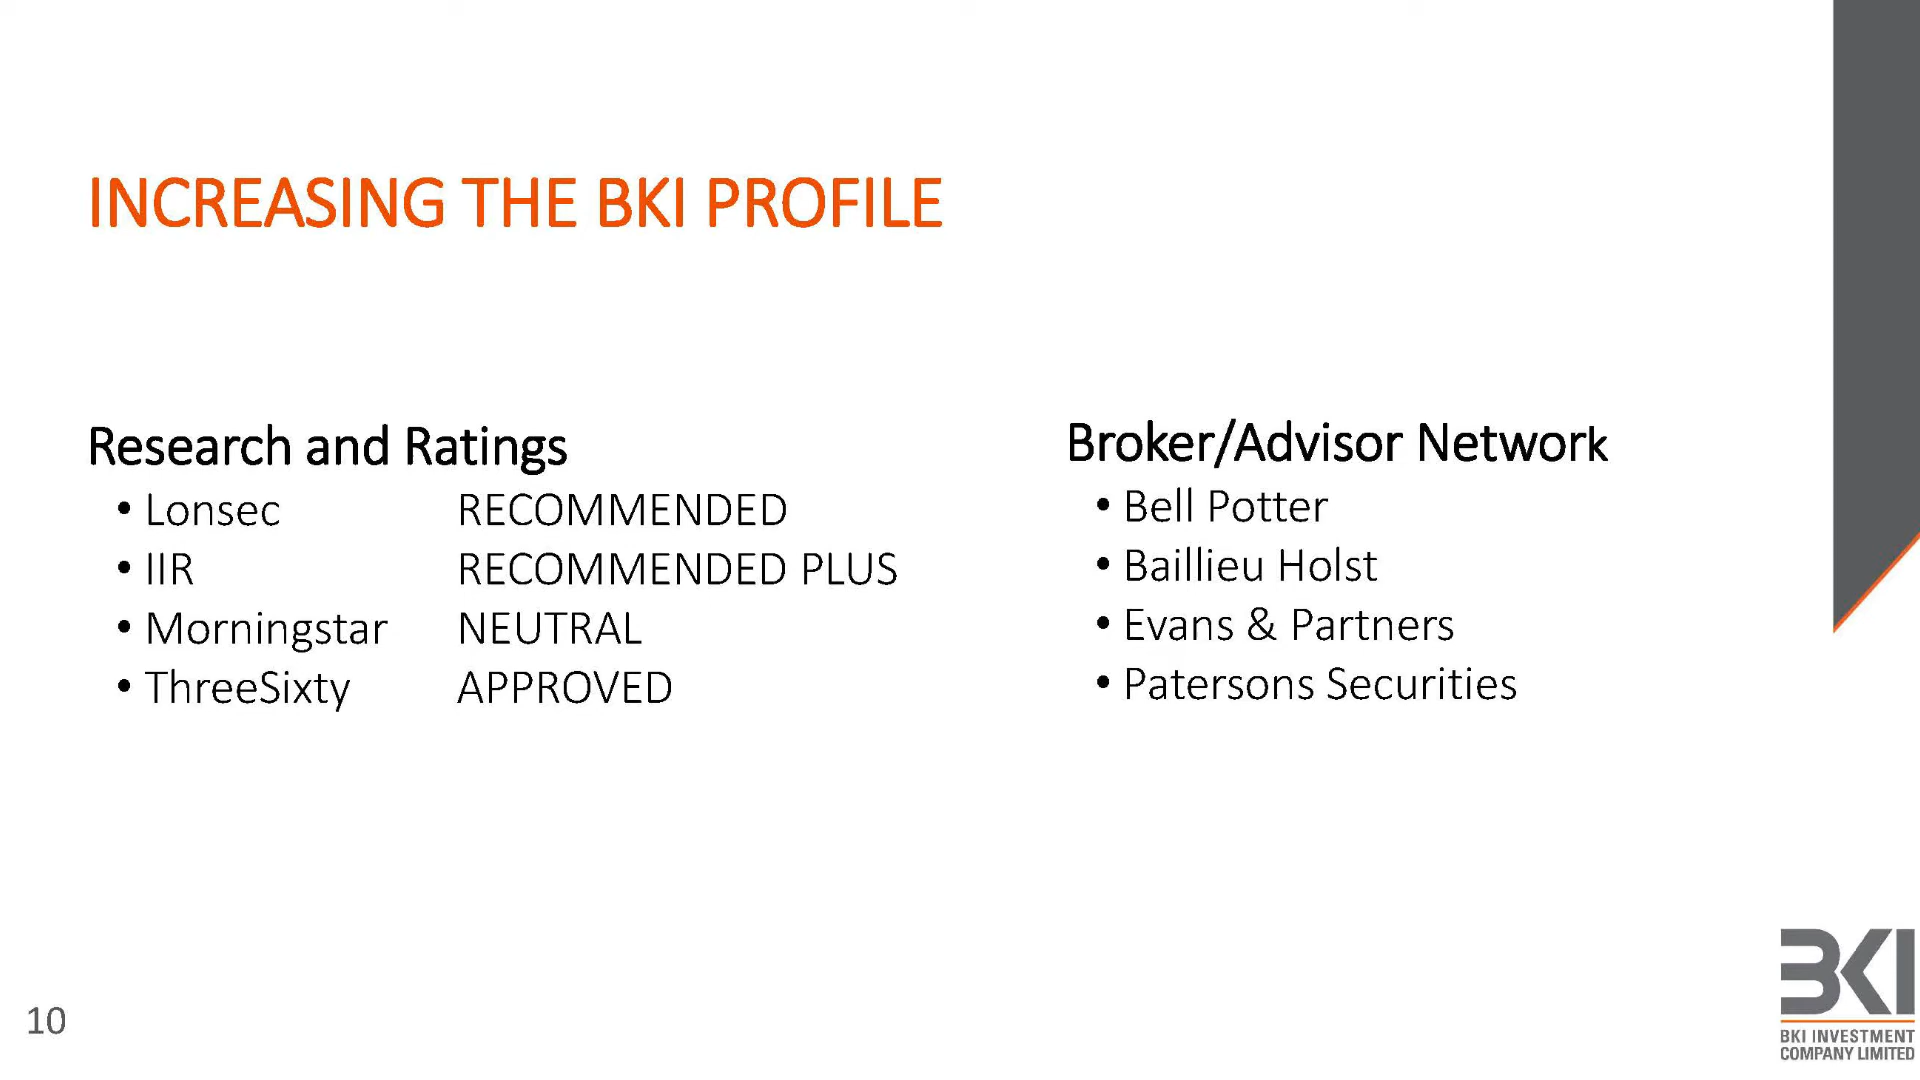 INCREASING THE BKI PROFILE
Research and Ratings
• Lonsec RECOMMENDED
• IIR RECOMMENDED PLUS
• Morningstar NEUTRAL
• ThreeSixty APPROVED
Broker/Advisor Network
• Bell Potter
• Baillieu Holst
• Evans & Partners
• Patersons Securities
10
BKI
BKI INVESTMENT
COMPANY LIMITED